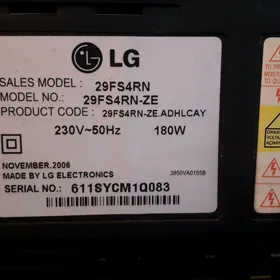 LG
SALES MODEL : 29FS4RN
MODEL NO.: 29FS4RN-ZE
PRODUCT CODE : 29FS4RN-ZE.ADHLCAY
230V~50Hz 180W
NOVEMBER.2006
MADE BY LG ELECTRONICS
3850VA0155B
SERIAL NO.: 611SYCM1Q083